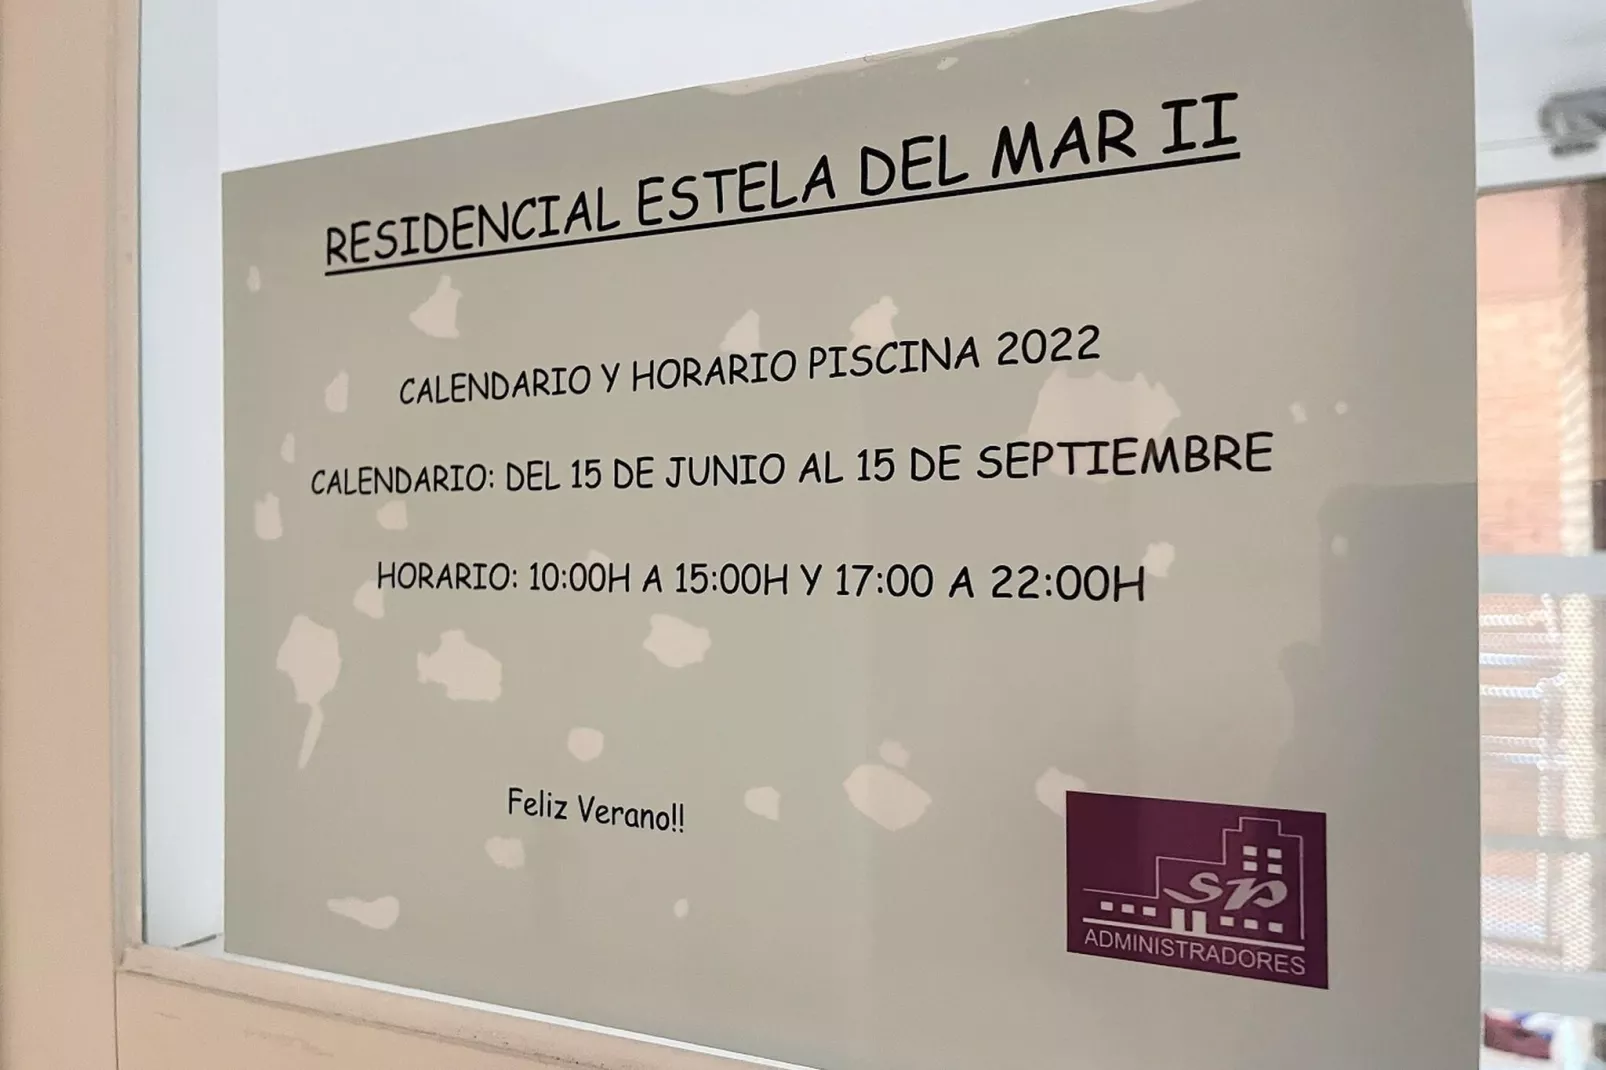 RESIDENCIAL ESTELA DEL MAR II
CALENDARIO Y HORARIO PISCINA 2022
CALENDARIO: DEL 15 DE JUNIO AL 15 DE SEPTIEMBRE
HORARIO: 10:00H A 15:00H Y 17:00 A 22:00H
Feliz Verano!!
sp
ADMINISTRADORES